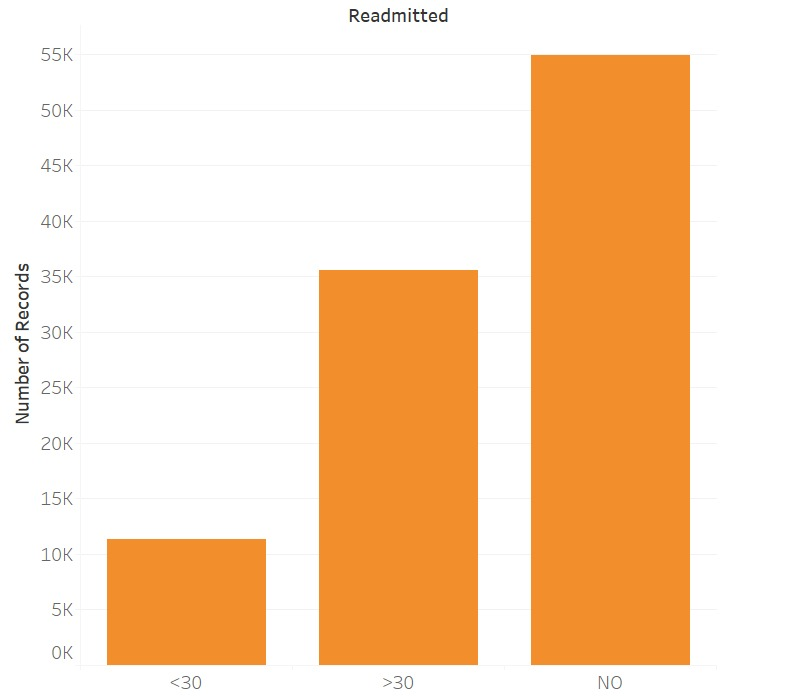 Readmitted
55K
50K
45K
40K
35K
30K
25K
20K
15K
10K
5K
0K
Number of Records
<30
>30
NO